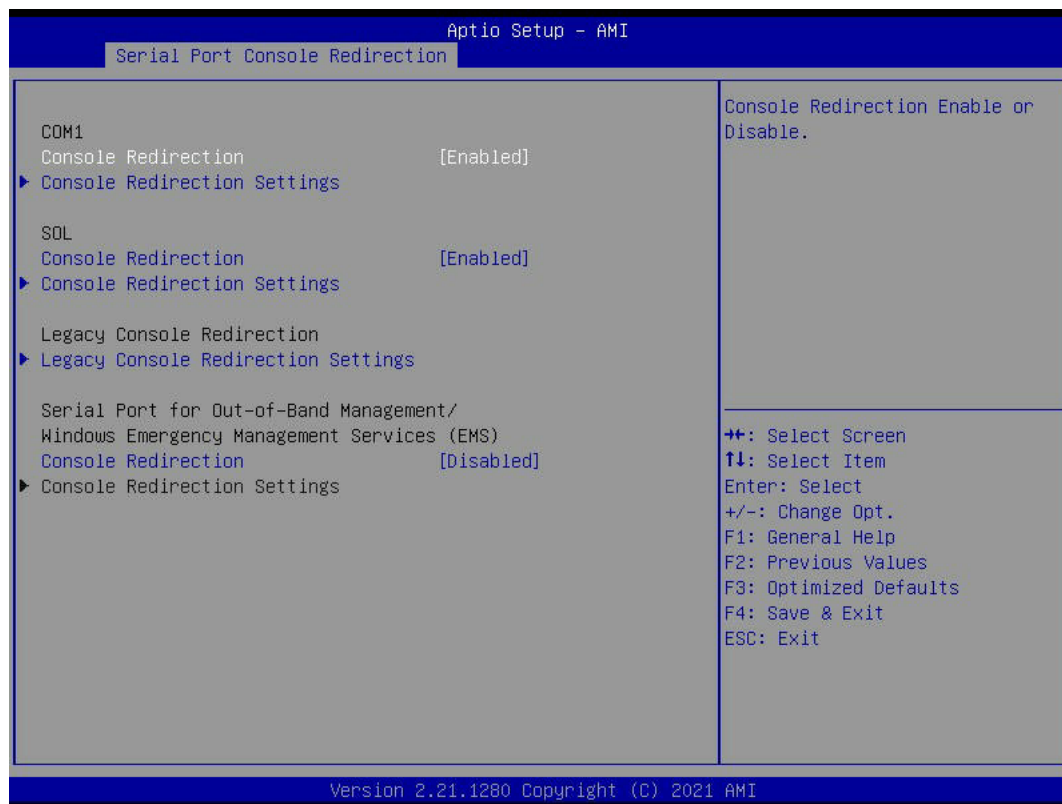 Aptio Setup – AMI
Serial Port Console Redirection
COM1
Console Redirection [Enabled]
▶ Console Redirection Settings
SOL
Console Redirection [Enabled]
▶ Console Redirection Settings
Legacy Console Redirection
▶ Legacy Console Redirection Settings
Serial Port for Out-of-Band Management/
Windows Emergency Management Services (EMS)
Console Redirection [Disabled]
▶ Console Redirection Settings
Console Redirection Enable or
Disable.
→←: Select Screen
↑↓: Select Item
Enter: Select
+/-: Change Opt.
F1: General Help
F2: Previous Values
F3: Optimized Defaults
F4: Save & Exit
ESC: Exit
Version 2.21.1280 Copyright (C) 2021 AMI